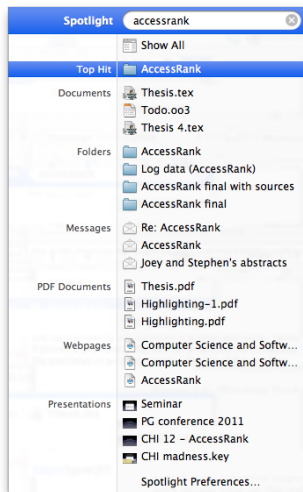 Spotlight accessrank
Show All
Top Hit AccessRank
Documents Thesis.tex
Todo.oo3
Thesis 4.tex
Folders AccessRank
Log data (AccessRank)
AccessRank final with sources
AccessRank final
Messages Re: AccessRank
AccessRank
Joey and Stephen's abstracts
PDF Documents Thesis.pdf
Highlighting-1.pdf
Highlighting.pdf
Webpages Computer Science and Softw...
Computer Science and Softw...
AccessRank
Presentations Seminar
PG conference 2011
CHI 12 - AccessRank
CHI madness.key
Spotlight Preferences...